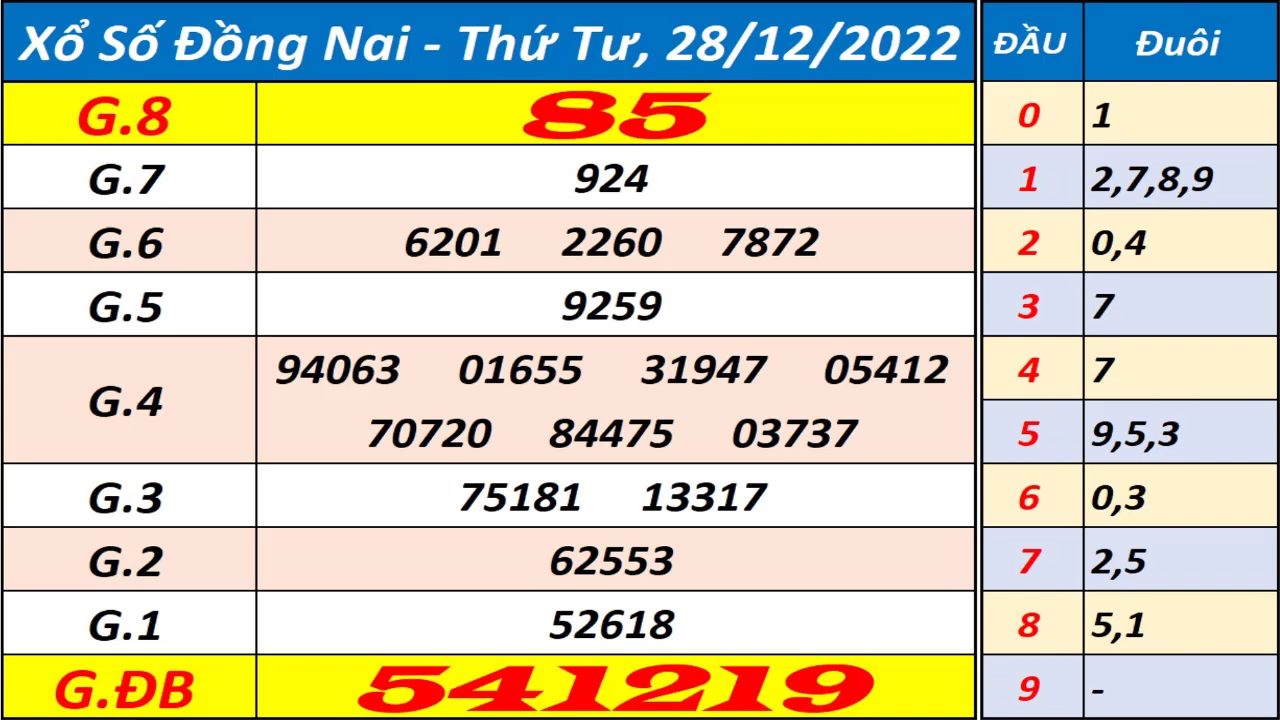 Xổ Số Đồng Nai - Thứ Tư, 28/12/2022
G.8 85
G.7 924
G.6 6201 2260 7872
G.5 9259
G.4 94063 01655 31947 05412
70720 84475 03737
G.3 75181 13317
G.2 62553
G.1 52618
G.ĐB 541219
ĐẦU Đuôi
0 1
1 2,7,8,9
2 0,4
3 7
4 7
5 9,5,3
6 0,3
7 2,5
8 5,1
9 -